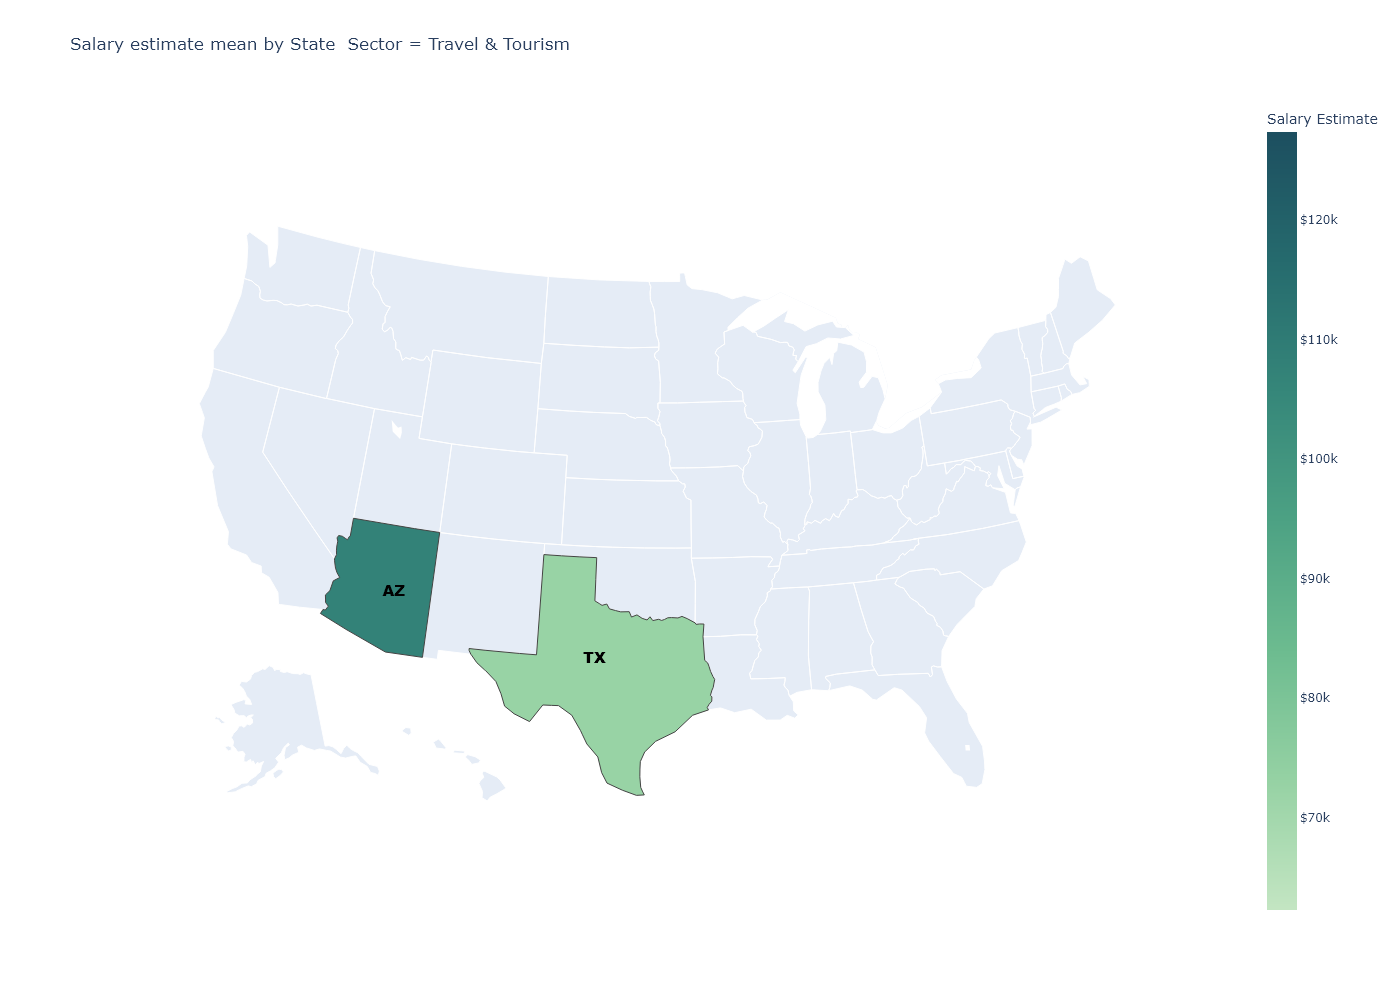 Salary estimate mean by State  Sector = Travel & Tourism
Salary Estimate
$120k
$110k
$100k
$90k
$80k
$70k
AZ
TX